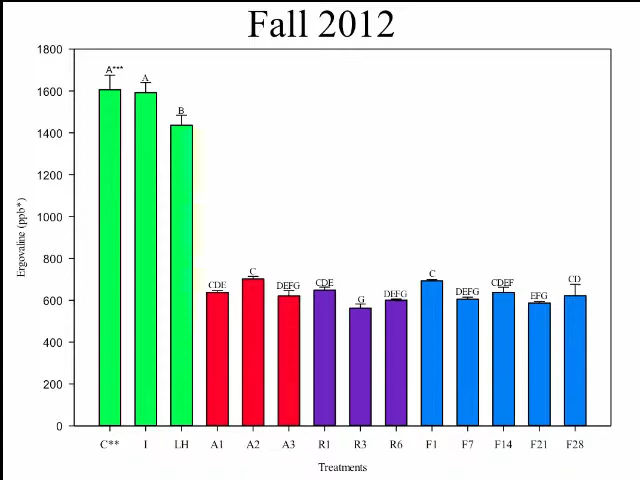 Fall 2012
1800
1600
1400
1200
1000
800
600
400
200
0
Ergovaline (ppb*)
A***
A
B
CDE
C
DEFG
CDE
G
DEFG
C
DEFG
CDEF
EFG
CD
C** I LH A1 A2 A3 R1 R3 R6 F1 F7 F14 F21 F28
Treatments